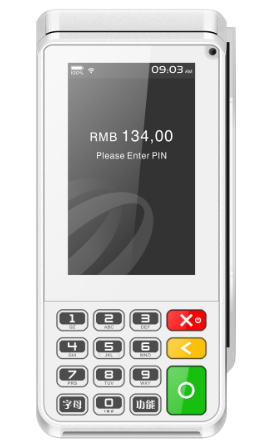 100%
09:03 AM
RMB 134,00
Please Enter PIN
1 2 3
QZ ABC DEF
4 5 6
GHI JKL MNO
7 8 9
PRS TUV WXY
字母 0 功能